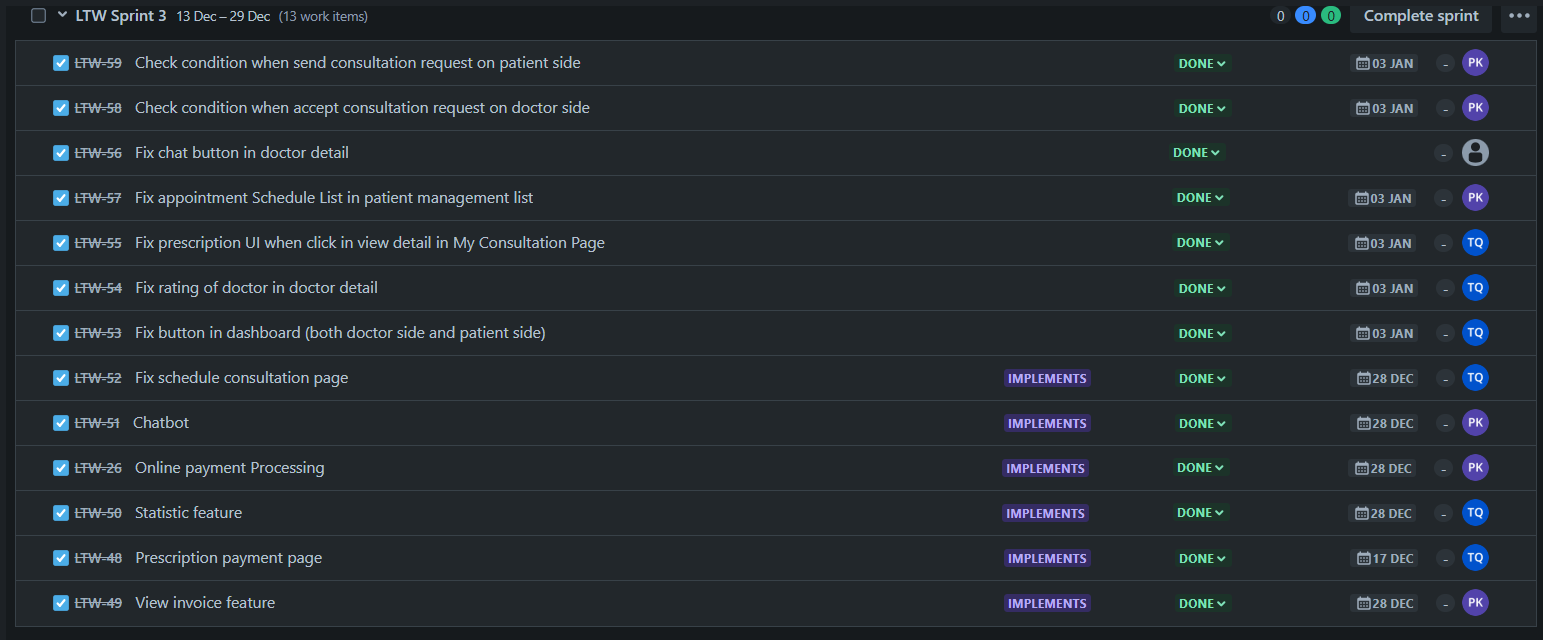 LTW Sprint 3 13 Dec – 29 Dec (13 work items) 0 0 0 Complete sprint
LTW-59 Check condition when send consultation request on patient side DONE 03 JAN - PK
LTW-58 Check condition when accept consultation request on doctor side DONE 03 JAN - PK
LTW-56 Fix chat button in doctor detail DONE -
LTW-57 Fix appointment Schedule List in patient management list DONE 03 JAN - PK
LTW-55 Fix prescription UI when click in view detail in My Consultation Page DONE 03 JAN - TQ
LTW-54 Fix rating of doctor in doctor detail DONE 03 JAN - TQ
LTW-53 Fix button in dashboard (both doctor side and patient side) DONE 03 JAN - TQ
LTW-52 Fix schedule consultation page IMPLEMENTS DONE 28 DEC - TQ
LTW-51 Chatbot IMPLEMENTS DONE 28 DEC - PK
LTW-26 Online payment Processing IMPLEMENTS DONE 28 DEC - PK
LTW-50 Statistic feature IMPLEMENTS DONE 28 DEC - TQ
LTW-48 Prescription payment page IMPLEMENTS DONE 17 DEC - TQ
LTW-49 View invoice feature IMPLEMENTS DONE 28 DEC - PK